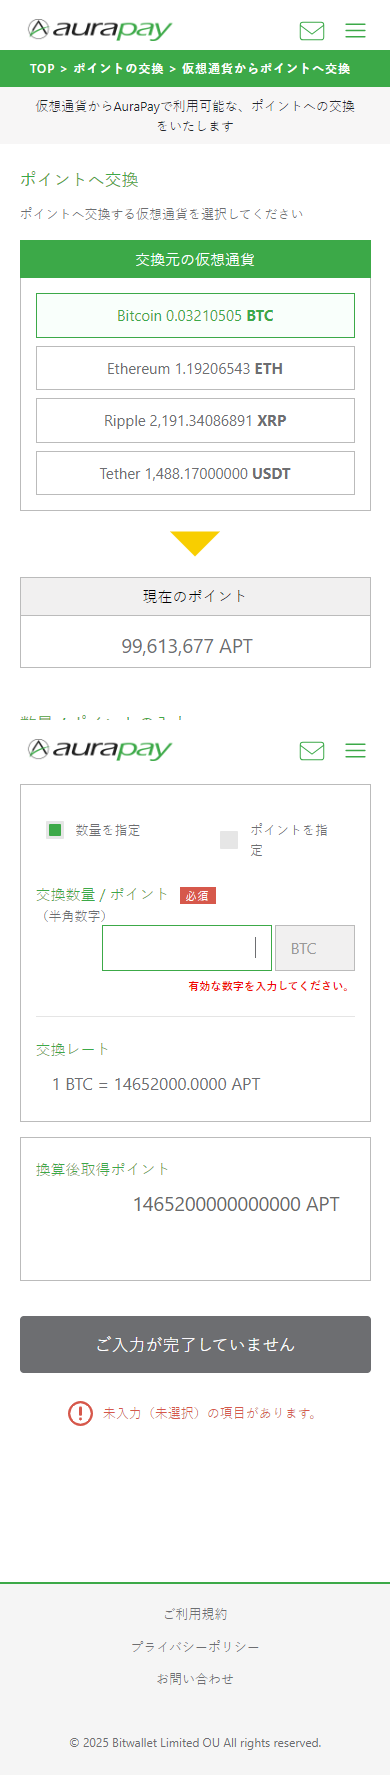 aurapay
TOP > ポイントの交換 > 仮想通貨からポイントへ交換
仮想通貨からAuraPayで利用可能な、ポイントへの交換
をいたします
ポイントへ交換
ポイントへ交換する仮想通貨を選択してください
交換元の仮想通貨
Bitcoin 0.03210505 BTC
Ethereum 1.19206543 ETH
Ripple 2,191.34086891 XRP
Tether 1,488.17000000 USDT
現在のポイント
99,613,677 APT
aurapay
数量を指定
ポイントを指
定
交換数量 / ポイント 必須
（半角数字）
BTC
有効な数字を入力してください。
交換レート
1 BTC = 14652000.0000 APT
換算後取得ポイント
1465200000000000 APT
ご入力が完了していません
未入力（未選択）の項目があります。
ご利用規約
プライバシーポリシー
お問い合わせ
© 2025 Bitwallet Limited OU All rights reserved.